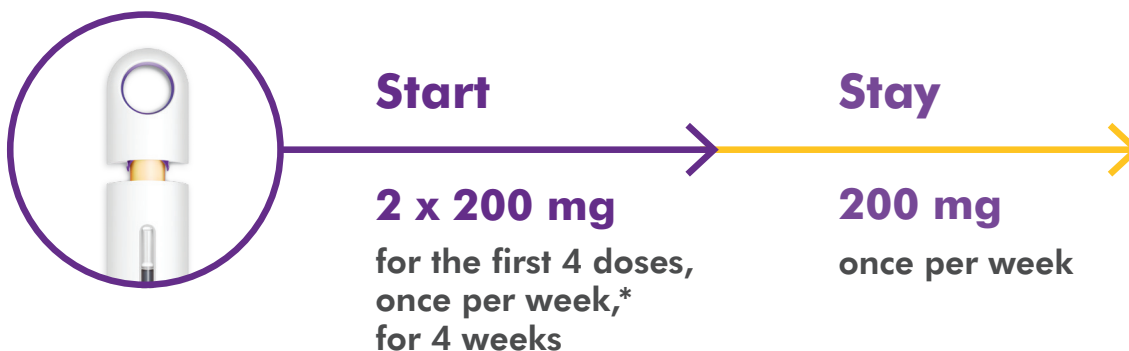 Start
2 x 200 mg
for the first 4 doses,
once per week,*
for 4 weeks
Stay
200 mg
once per week